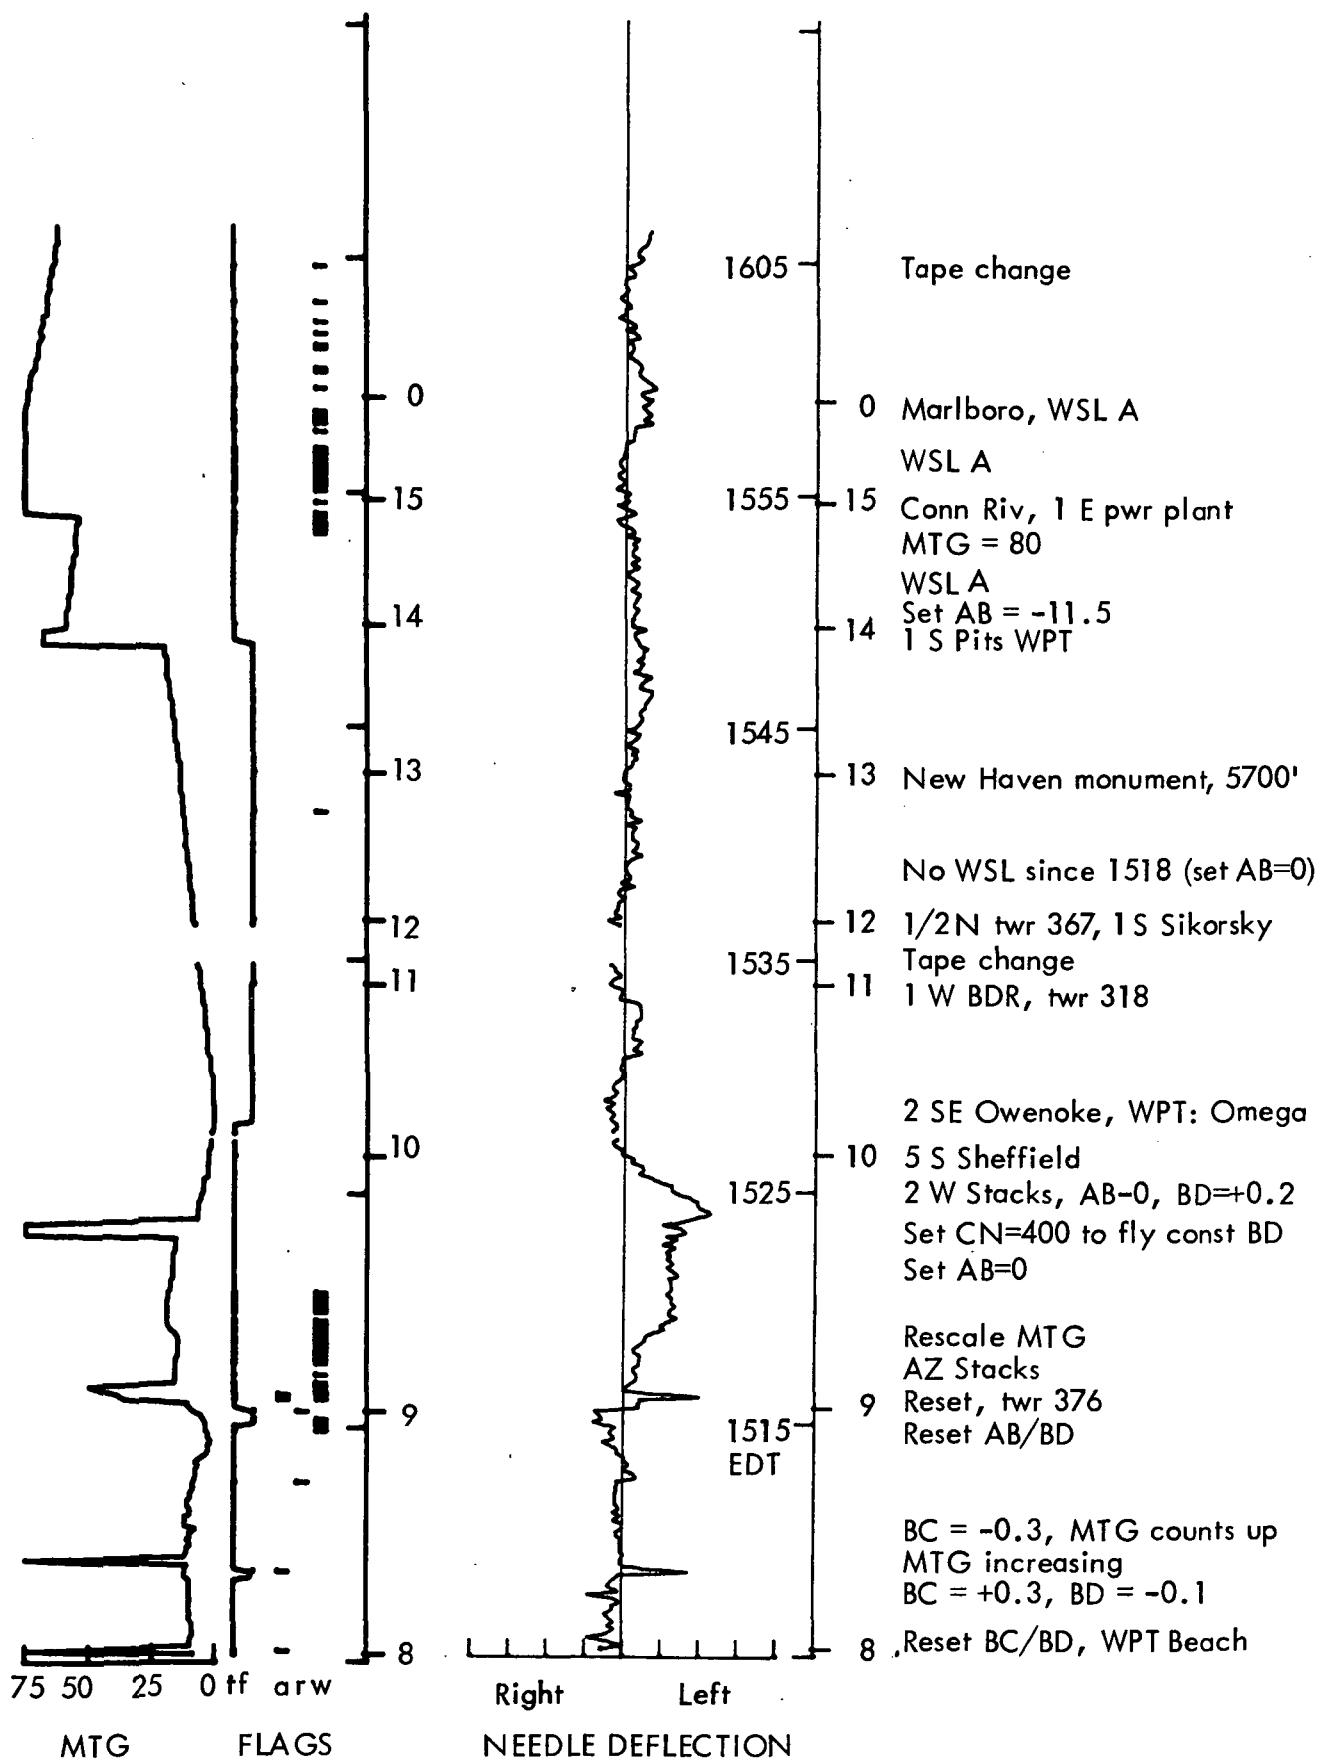 1605 Tape change
0 0 Marlboro, WSL A
WSL A
15 1555 15 Conn Riv, 1 E pwr plant
MTG = 80
WSL A
Set AB = -11.5
14 14 1 S Pits WPT
1545
13 13 New Haven monument, 5700'
No WSL since 1518 (set AB=0)
12 12 1/2N twr 367, 1S Sikorsky
1535 Tape change
11 11 1 W BDR, twr 318
2 SE Owenoke, WPT: Omega
10 10 5 S Sheffield
1525 2 W Stacks, AB-0, BD=+0.2
Set CN=400 to fly const BD
Set AB=0
Rescale MTG
AZ Stacks
9 9 Reset, twr 376
1515 Reset AB/BD
EDT
BC = -0.3, MTG counts up
MTG increasing
BC = +0.3, BD = -0.1
8 8 Reset BC/BD, WPT Beach
75 50 25 0 tf a r w Right Left
MTG FLAGS NEEDLE DEFLECTION